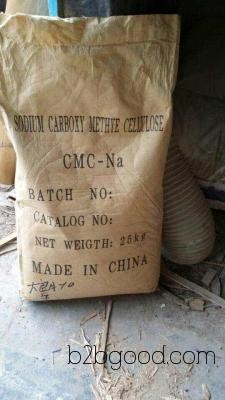 SODIUM CARBOXY METHYE CELLULOSE
CMC-Na
BATCH NO:
CATALOG NO:
NET WEIGTH: 25kg
MADE IN CHINA
b2bgood.com